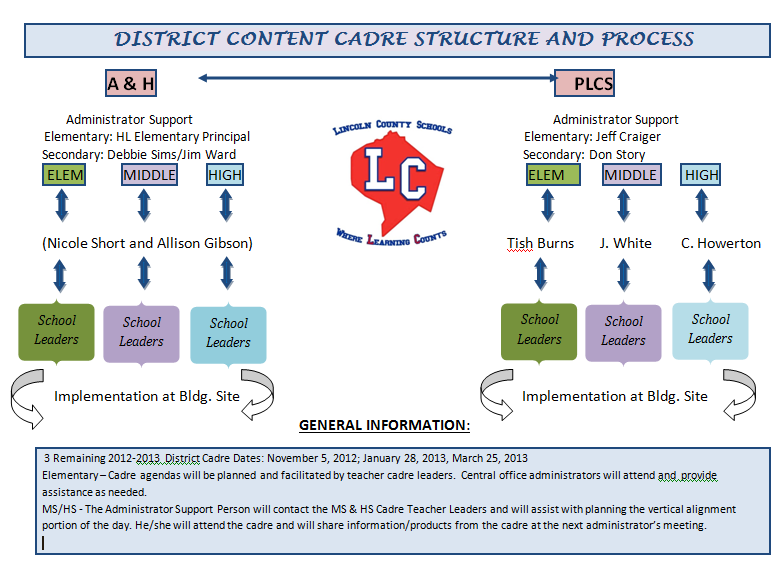 DISTRICT CONTENT CADRE STRUCTURE AND PROCESS
A & H
PLCS
Administrator Support
Elementary: HL Elementary Principal
Secondary: Debbie Sims/Jim Ward
Administrator Support
Elementary: Jeff Craiger
Secondary: Don Story
LINCOLN COUNTY SCHOOLS
LC
WHERE LEARNING COUNTS
ELEM
MIDDLE
HIGH
ELEM
MIDDLE
HIGH
(Nicole Short and Allison Gibson)
Tish Burns
J. White
C. Howerton
School
Leaders
School
Leaders
School
Leaders
School
Leaders
School
Leaders
School
Leaders
Implementation at Bldg. Site
Implementation at Bldg. Site
GENERAL INFORMATION:
3 Remaining 2012-2013 District Cadre Dates: November 5, 2012; January 28, 2013, March 25, 2013
Elementary – Cadre agendas will be planned and facilitated by teacher cadre leaders. Central office administrators will attend and provide
assistance as needed.
MS/HS - The Administrator Support Person will contact the MS & HS Cadre Teacher Leaders and will assist with planning the vertical alignment
portion of the day. He/she will attend the cadre and will share information/products from the cadre at the next administrator's meeting.